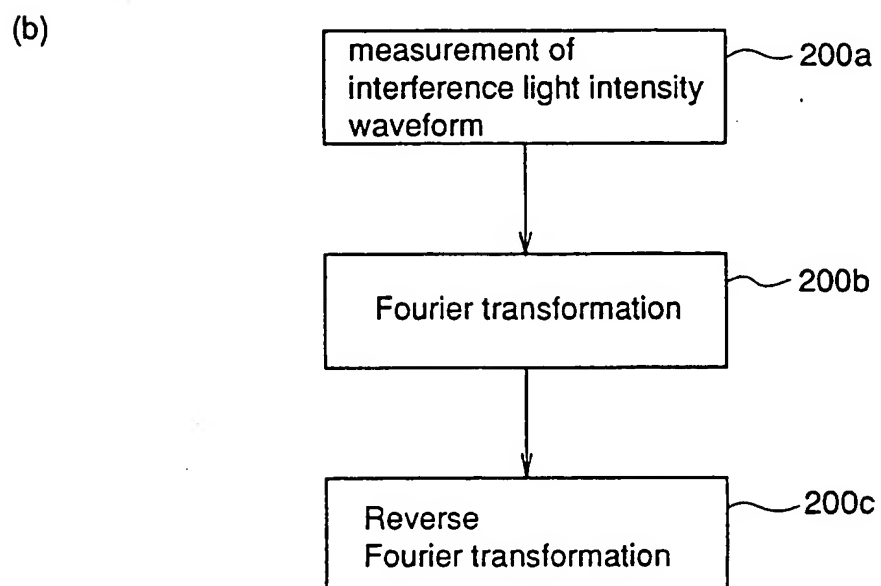 (b)
measurement of
interference light intensity
waveform
200a
Fourier transformation
200b
Reverse
Fourier transformation
200c